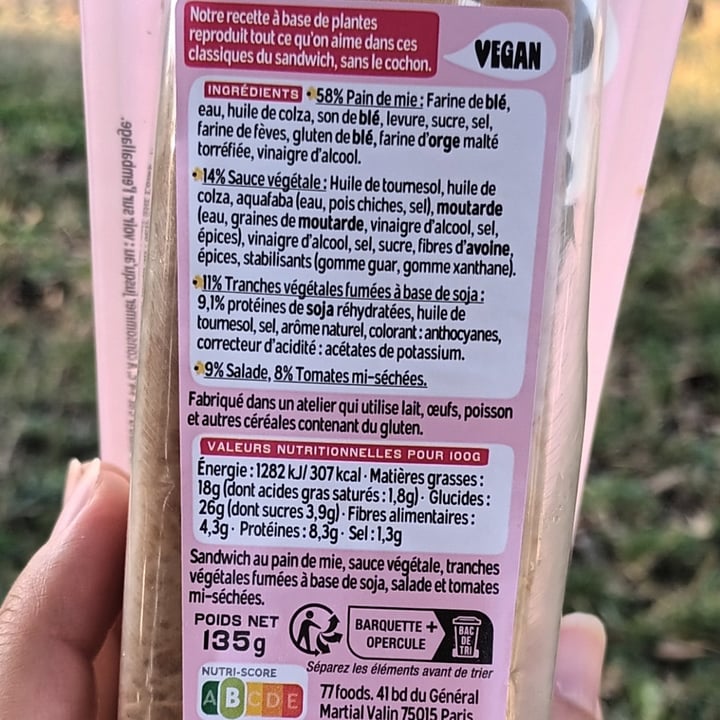 Notre recette à base de plantes
reproduit tout ce qu'on aime dans ces
classiques du sandwich, sans le cochon.
VEGAN
INGRÉDIENTS 58% Pain de mie : Farine de blé,
eau, huile de colza, son de blé, levure, sucre, sel,
farine de fèves, gluten de blé, farine d'orge malté
torréfiée, vinaigre d'alcool.
14% Sauce végétale : Huile de tournesol, huile de
colza, aquafaba (eau, pois chiches, sel), moutarde
(eau, graines de moutarde, vinaigre d'alcool, sel,
épices), vinaigre d'alcool, sel, sucre, fibres d'avoine,
épices, stabilisants (gomme guar, gomme xanthane).
11% Tranches végétales fumées à base de soja :
9,1% protéines de soja réhydratées, huile de
tournesol, sel, arôme naturel, colorant : anthocyanes,
correcteur d'acidité : acétates de potassium.
9% Salade, 8% Tomates mi-séchées.
Fabriqué dans un atelier qui utilise lait, œufs, poisson
et autres céréales contenant du gluten.
VALEURS NUTRITIONNELLES POUR 100G
Énergie : 1282 kJ/ 307 kcal · Matières grasses :
18g (dont acides gras saturés : 1,8g) · Glucides :
26g (dont sucres 3,9g) · Fibres alimentaires :
4,3g · Protéines : 8,3g · Sel : 1,3g
Sandwich au pain de mie, sauce végétale, tranches
végétales fumées à base de soja, salade et tomates
mi-séchées.
POIDS NET
135g
BARQUETTE +
OPERCULE
BAC
DE
TRI
Séparez les éléments avant de trier
NUTRI-SCORE
A B C D E
77 foods. 41 bd du Général
Martial Valin 75015 Paris
À consommer jusqu'au : voir sur l'emballage.